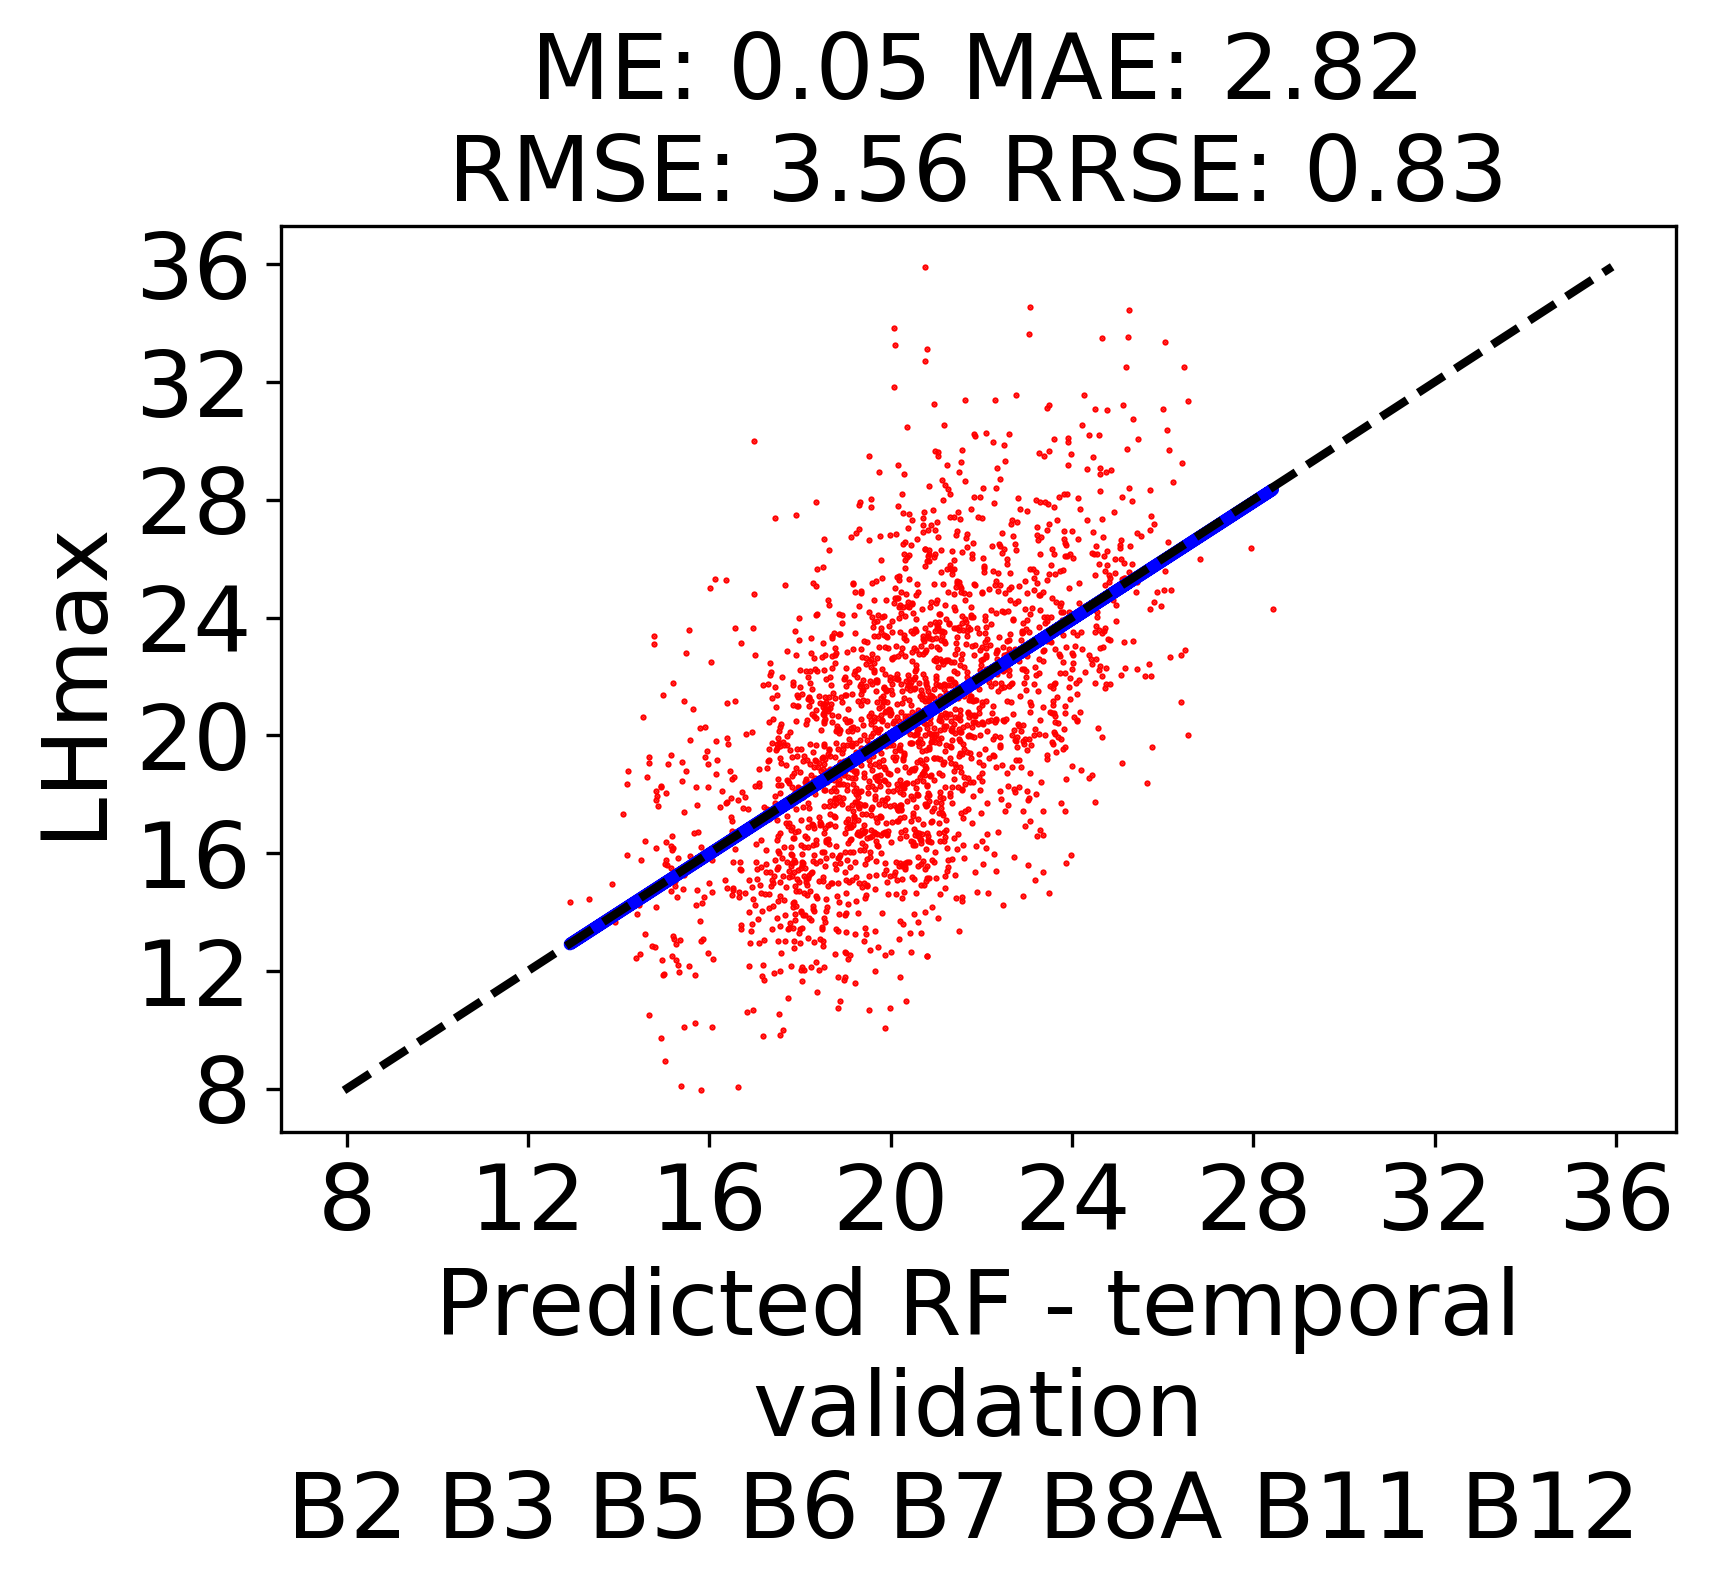 ME: 0.05 MAE: 2.82
RMSE: 3.56 RRSE: 0.83
36
32
28
24
20
16
12
8
LHmax
8 12 16 20 24 28 32 36
Predicted RF - temporal
validation
B2 B3 B5 B6 B7 B8A B11 B12